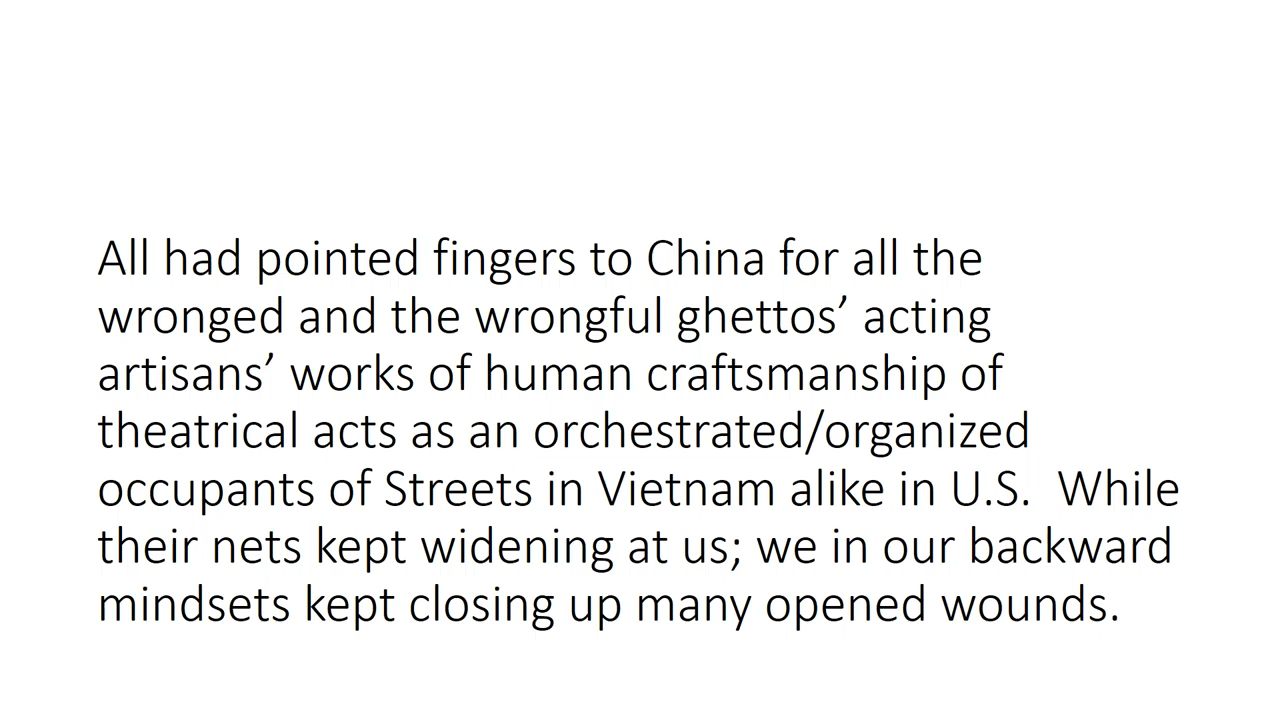 All had pointed fingers to China for all the
wronged and the wrongful ghettos’ acting
artisans’ works of human craftsmanship of
theatrical acts as an orchestrated/organized
occupants of Streets in Vietnam alike in U.S.  While
their nets kept widening at us; we in our backward
mindsets kept closing up many opened wounds.